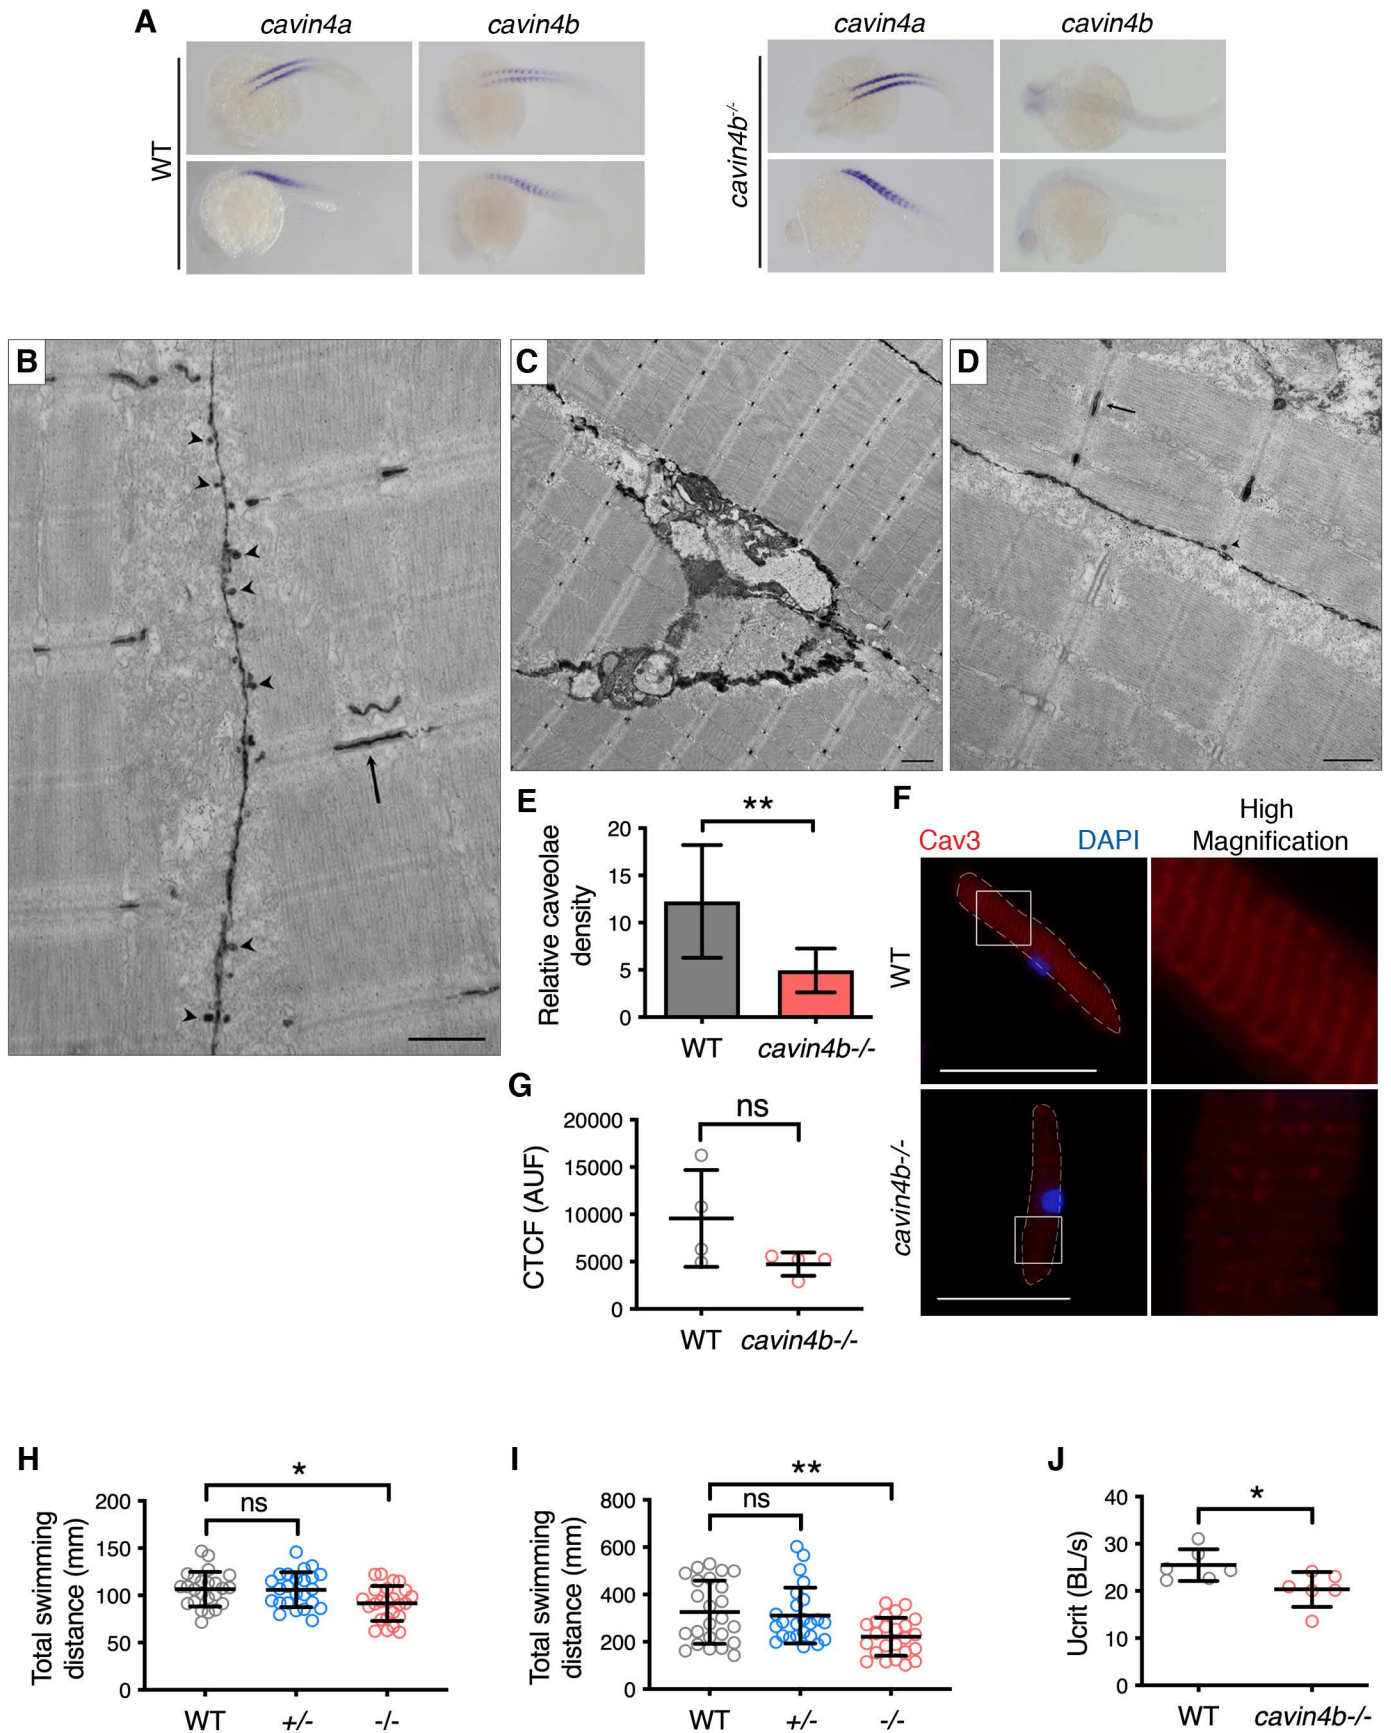 A
cavin4a
cavin4b
cavin4a
cavin4b
WT
cavin4b-/-
B
C
D
E
**
Relative caveolae
density
20
15
10
5
0
WT
cavin4b-/-
F
Cav3
DAPI
High
Magnification
WT
cavin4b-/-
G
ns
CTCF (AUF)
20000
15000
10000
5000
0
WT
cavin4b-/-
H
*
ns
Total swimming
distance (mm)
200
150
100
50
0
WT
+/-
-/-
I
**
ns
Total swimming
distance (mm)
800
600
400
200
0
WT
+/-
-/-
J
*
Ucrit (BL/s)
40
30
20
10
0
WT
cavin4b-/-